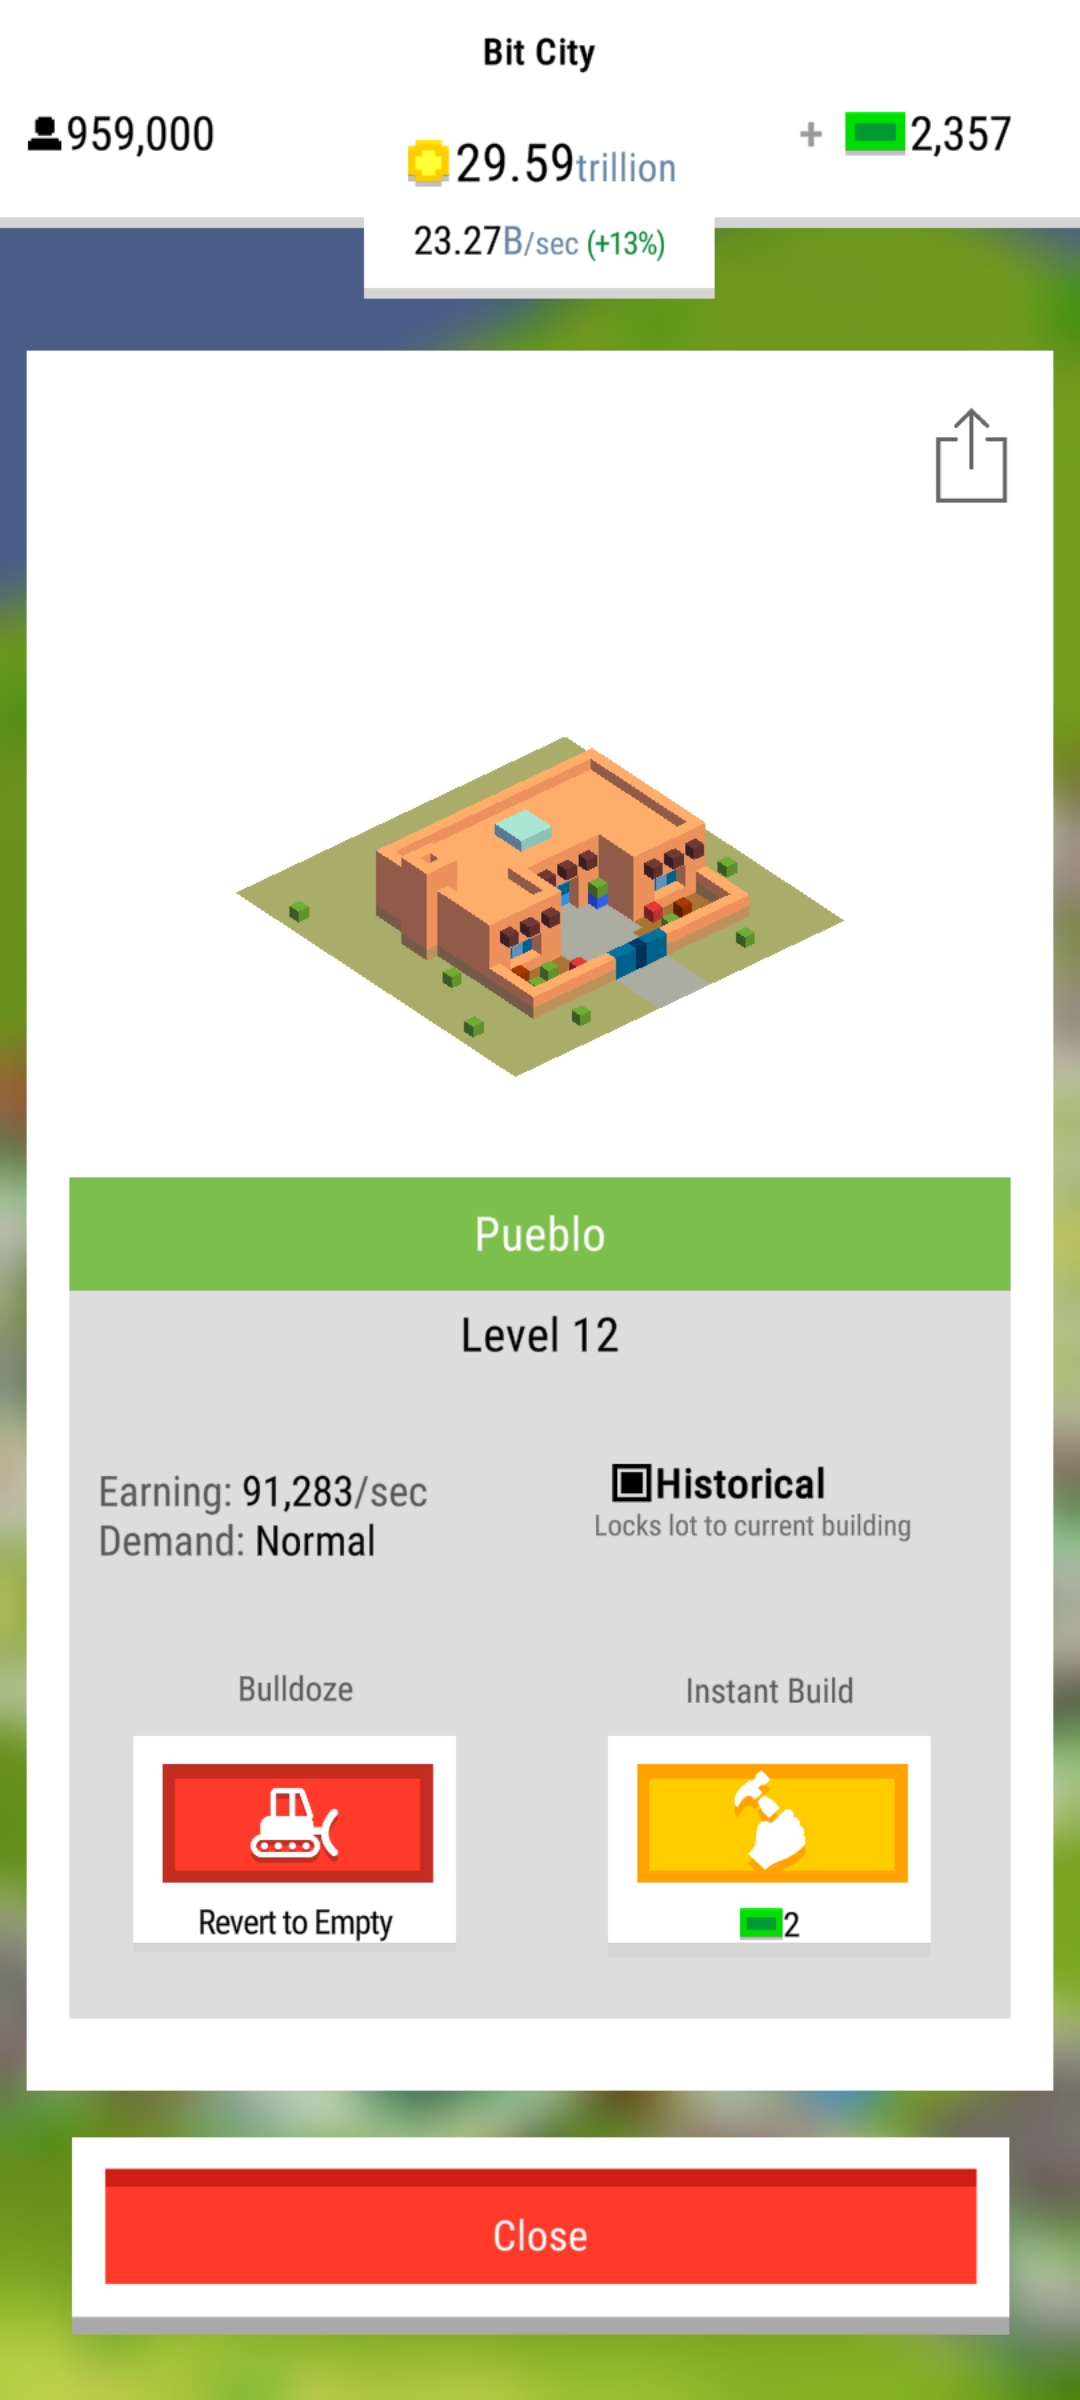 Bit City
959,000
29.59trillion
+ 2,357
23.27B/sec (+13%)
Pueblo
Level 12
Earning: 91,283/sec
Demand: Normal
Historical
Locks lot to current building
Bulldoze
Instant Build
Revert to Empty
2
Close